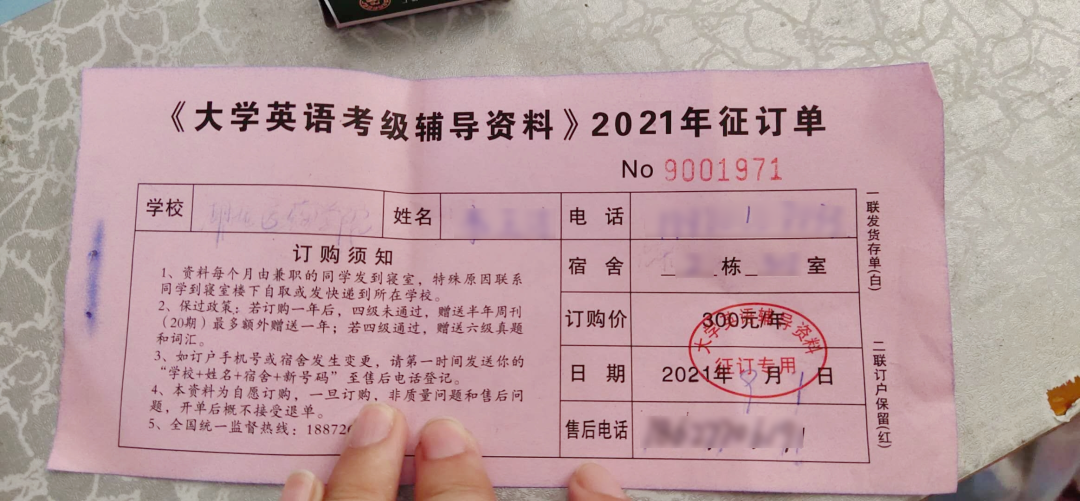 《大学英语考级辅导资料》2021年征订单
No 9001971
学校
姓名
电 话
订购须知
1、资料每个月由兼职的同学发到寝室，特殊原因联系
同学到寝室楼下自取或发快递到所在学校。
2、保过政策：若订购一年后，四级未通过，赠送半年周刊
（20期）最多额外赠送一年；若四级通过，赠送六级真题
和词汇。
3、如订户手机号或宿舍发生变更，请第一时间发送你的
“学校+姓名+宿舍+新号码”至售后电话登记。
4、本资料为自愿订购，一旦订购，非质量问题和售后问
题，开单后概不接受退单。
5、全国统一监督热线：18872
宿 舍
栋 室
订购价
300元/年
日 期
2021年 月 1 日
售后电话
大学英语辅导资料
征订专用
一联发货存单(白)
二联订户保留(红)